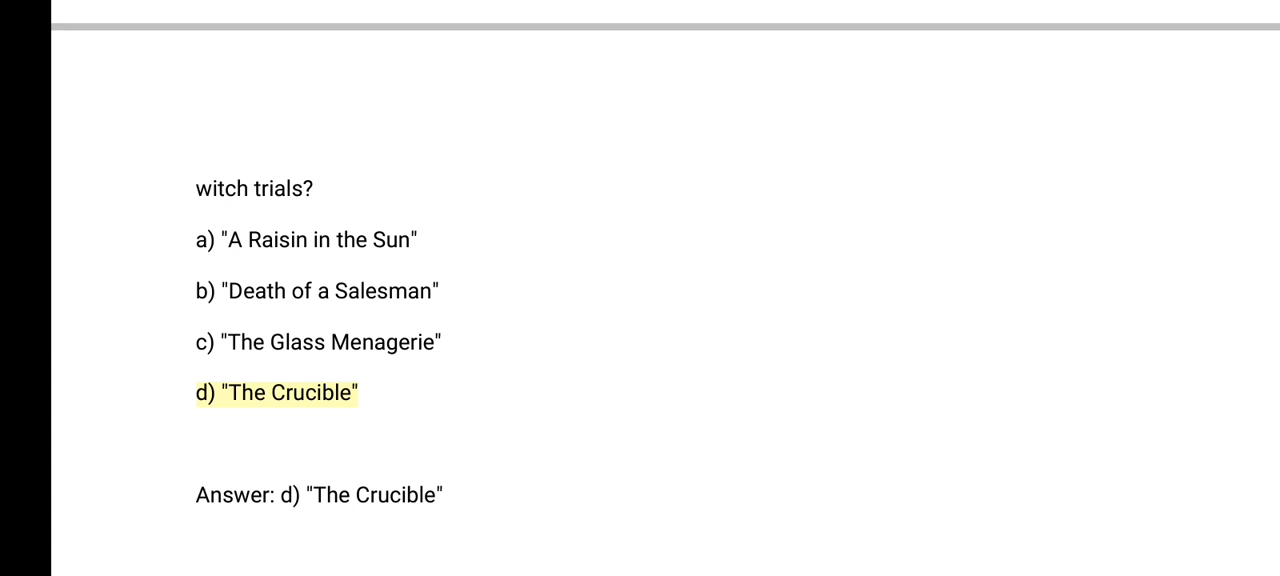 witch trials?
a) "A Raisin in the Sun"
b) "Death of a Salesman"
c) "The Glass Menagerie"
d) "The Crucible"
Answer: d) "The Crucible"